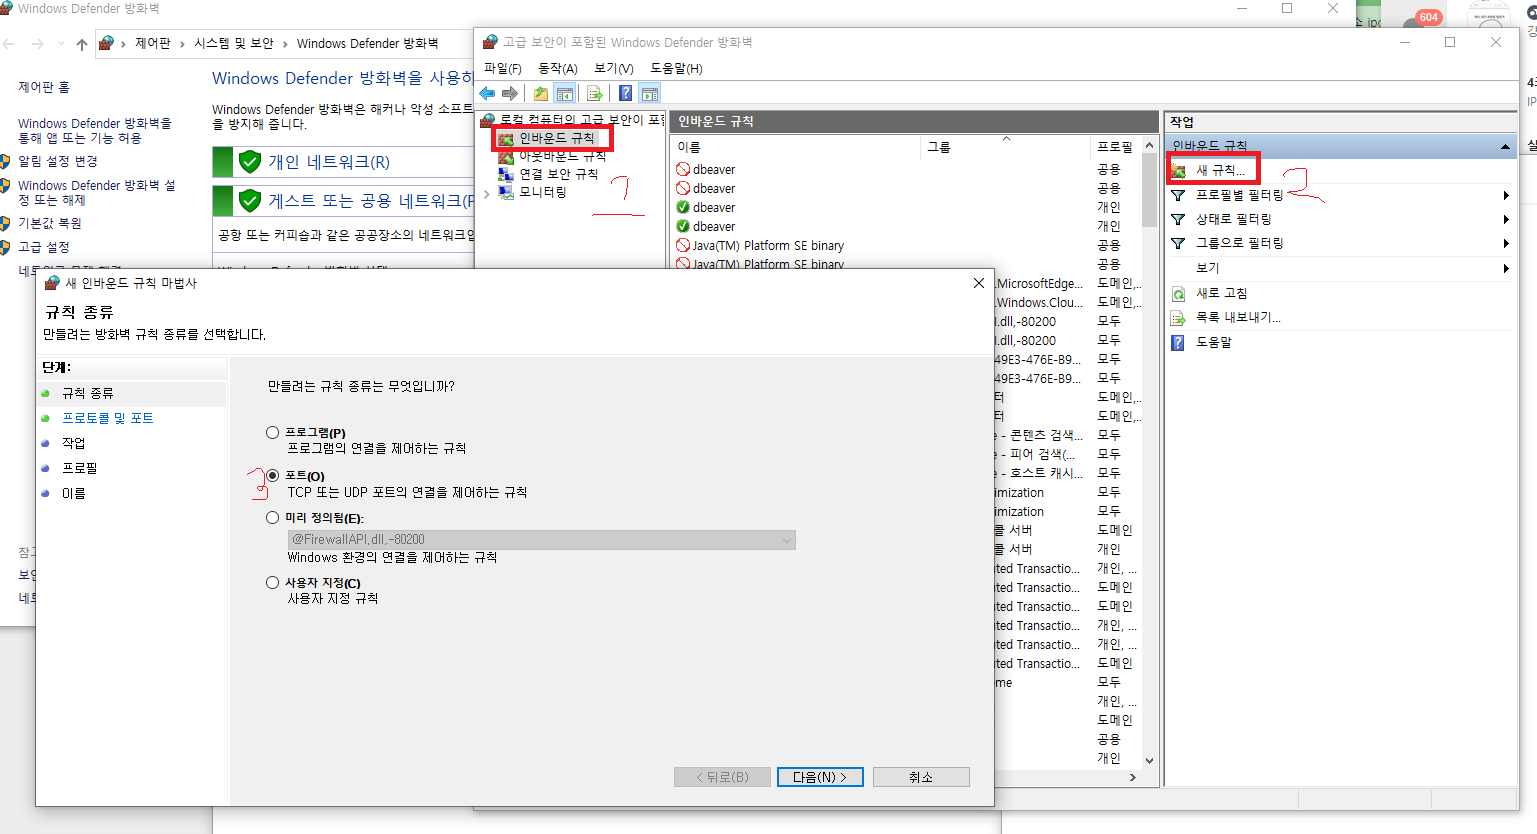 Windows Defender 방화벽
604
제어판 > 시스템 및 보안 > Windows Defender 방화벽
제어판 홈
Windows Defender 방화벽을
통해 앱 또는 기능 허용
알림 설정 변경
Windows Defender 방화벽 설
정 또는 해제
기본값 복원
고급 설정
Windows Defender 방화벽을 사용하
Windows Defender 방화벽은 해커나 악성 소프트
을 방지해 줍니다.
개인 네트워크(R)
게스트 또는 공용 네트워크(P
공항 또는 커피숍과 같은 공공장소의 네트워크입
고급 보안이 포함된 Windows Defender 방화벽
파일(F) 동작(A) 보기(V) 도움말(H)
로컬 컴퓨터의 고급 보안이 포함
인바운드 규칙
아웃바운드 규칙
연결 보안 규칙
모니터링
1
인바운드 규칙
이름 그룹 프로필
dbeaver 공용
dbeaver 공용
dbeaver 개인
dbeaver 개인
Java(TM) Platform SE binary 공용
Java(TM) Platform SE binary 공용
.MicrosoftEdge... 도메인,..
.Windows.Clou... 도메인,..
l.dll,-80200 모두
l.dll,-80200 모두
49E3-476E-B9... 모두
49E3-476E-B9... 모두
터 도메인,..
터 도메인
e - 콘텐츠 검색... 모두
e - 피어 검색(... 모두
e - 호스트 캐시... 모두
imization 모두
imization 모두
콜 서버 도메인
콜 서버 개인
uted Transactio... 개인, ...
uted Transactio... 도메인
uted Transactio... 도메인
uted Transactio... 개인, ...
uted Transactio... 개인, ...
uted Transactio... 도메인
me 모두
개인, ...
도메인
공용
개인
작업
인바운드 규칙
새 규칙...
2
프로필별 필터링
상태로 필터링
그룹으로 필터링
보기
새로 고침
목록 내보내기...
도움말
새 인바운드 규칙 마법사
규칙 종류
만들려는 방화벽 규칙 종류를 선택합니다.
단계:
규칙 종류
프로토콜 및 포트
작업
프로필
이름
만들려는 규칙 종류는 무엇입니까?
프로그램(P)
프로그램의 연결을 제어하는 규칙
3
포트(O)
TCP 또는 UDP 포트의 연결을 제어하는 규칙
미리 정의됨(E):
@FirewallAPI.dll,-80200
Windows 환경의 연결을 제어하는 규칙
사용자 지정(C)
사용자 지정 규칙
< 뒤로(B) 다음(N) > 취소